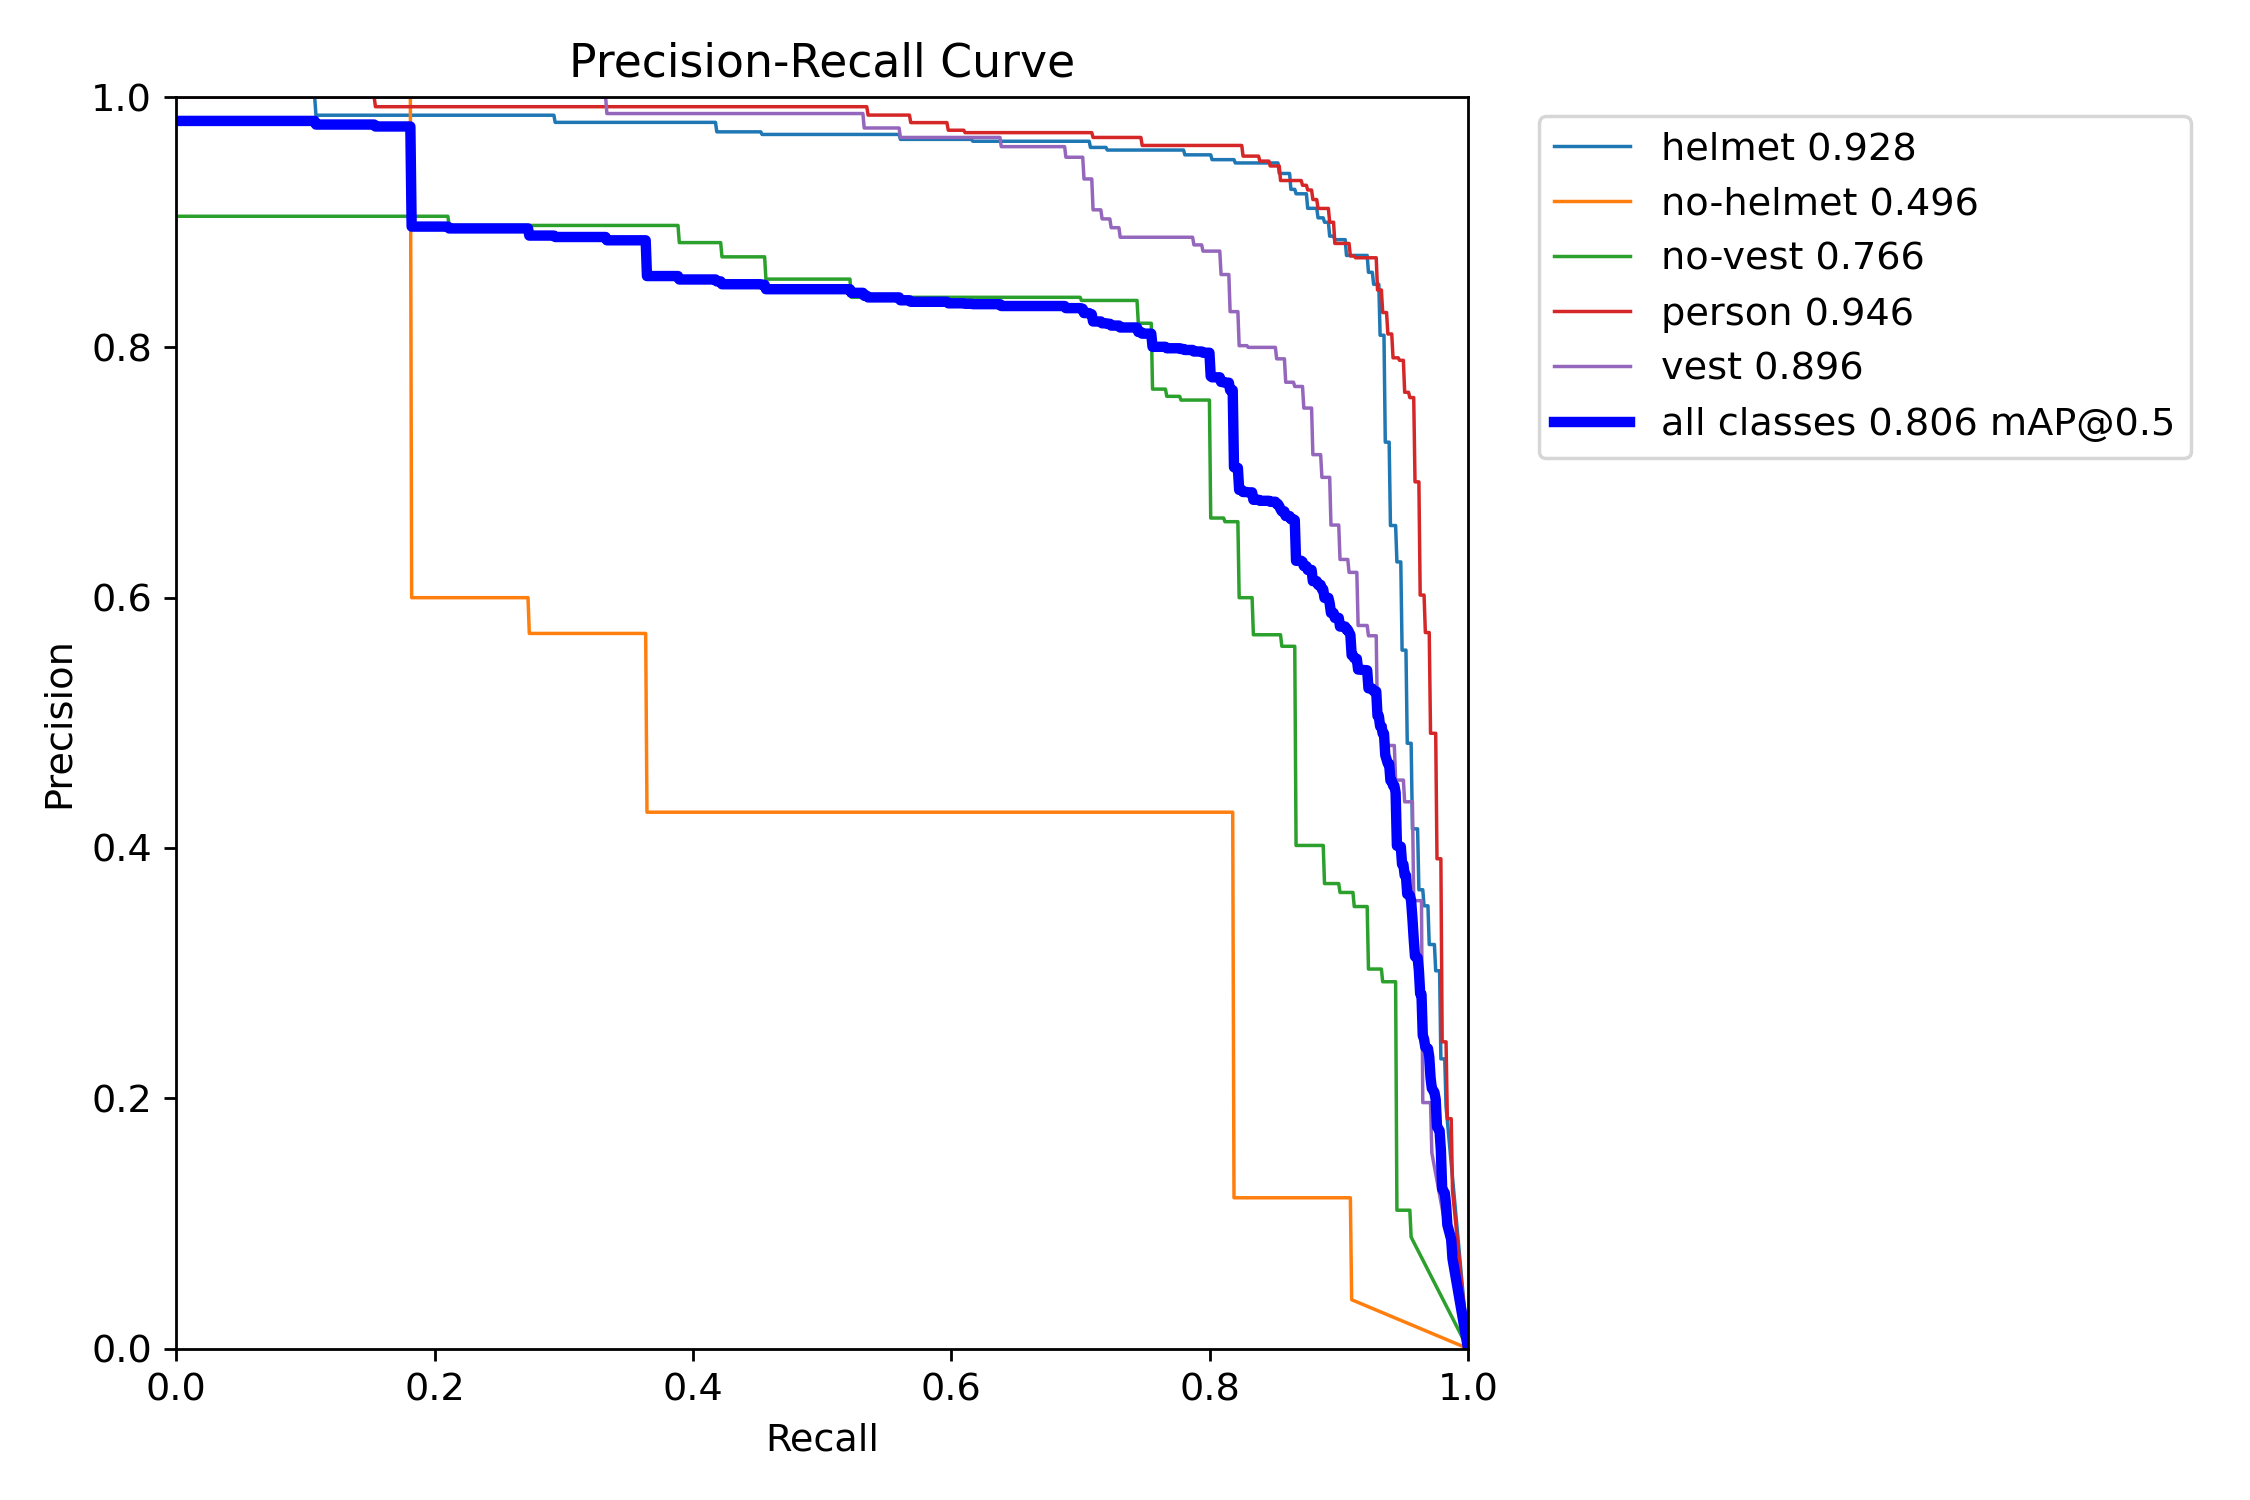 Precision-Recall Curve
1.0
0.8
0.6
0.4
0.2
0.0
Precision
0.0 0.2 0.4 0.6 0.8 1.0
Recall
helmet 0.928
no-helmet 0.496
no-vest 0.766
person 0.946
vest 0.896
all classes 0.806 mAP@0.5